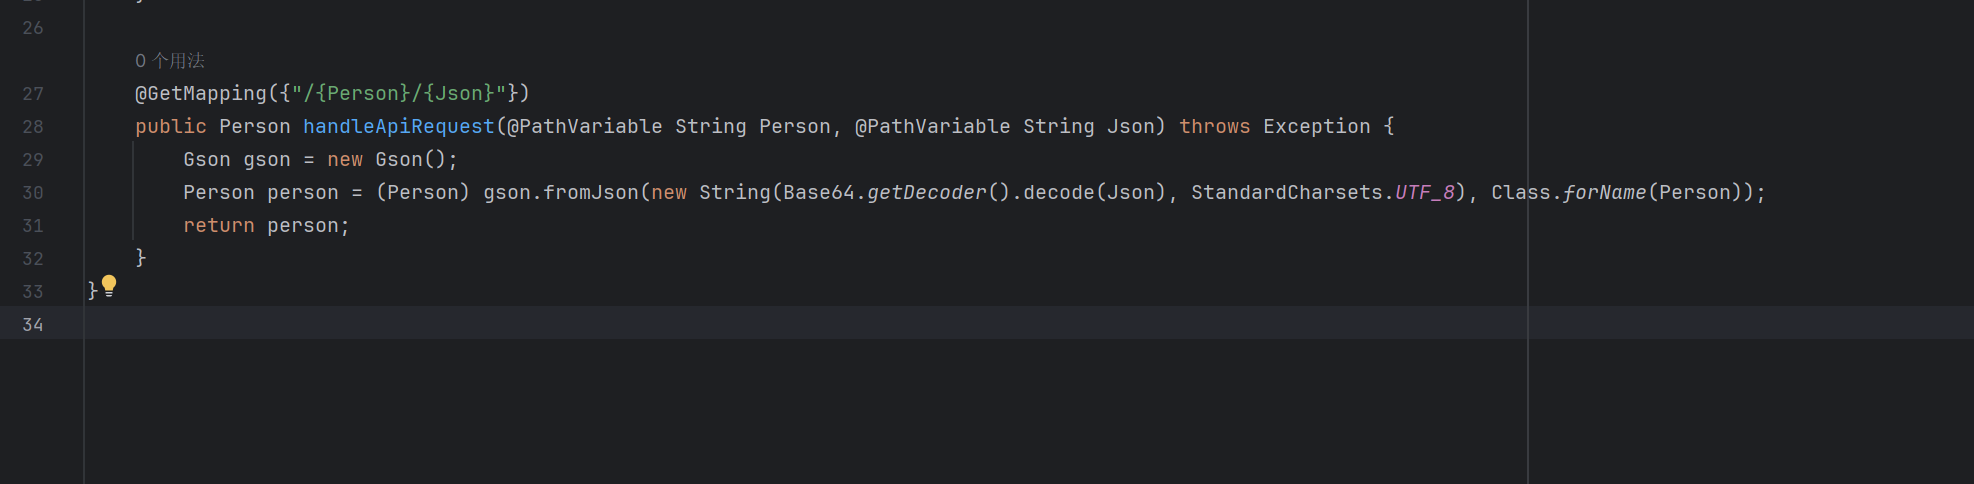 26
0 个用法
27 @GetMapping({"/{Person}/{Json}"})
28 public Person handleApiRequest(@PathVariable String Person, @PathVariable String Json) throws Exception {
29 Gson gson = new Gson();
30 Person person = (Person) gson.fromJson(new String(Base64.getDecoder().decode(Json), StandardCharsets.UTF_8), Class.forName(Person));
31 return person;
32 }
33 }
34